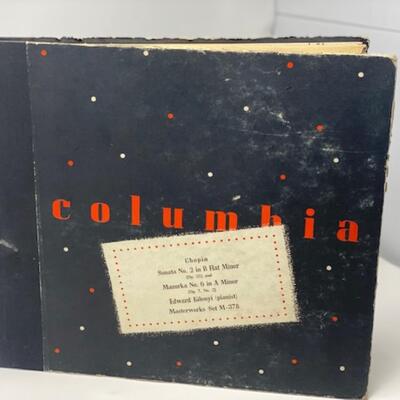 columbia
Chopin
Sonata No. 2 in B Flat Minor
(Op. 35) and
Mazurka No. 6 in A Minor
(Op. 7, No. 2)
Edward Kilenyi (pianist)
Masterworks Set M-378